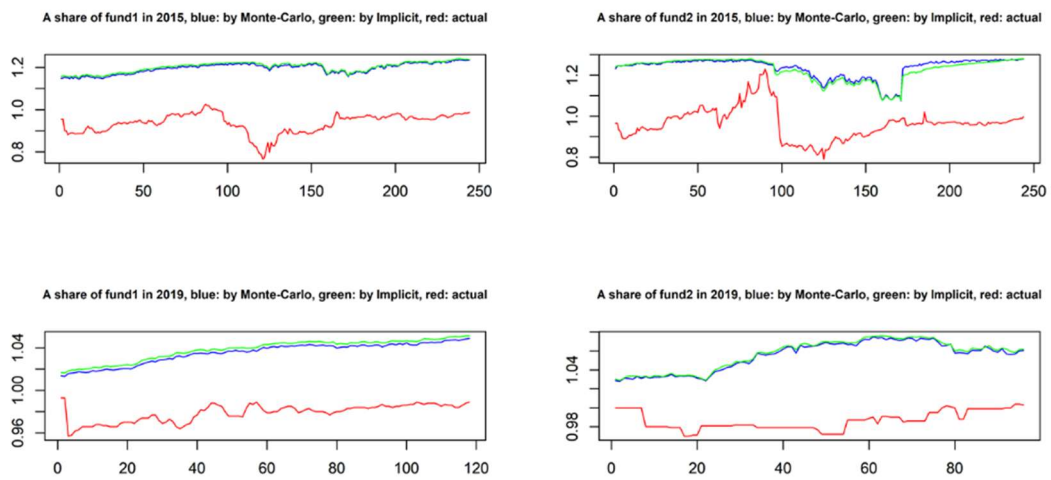 A share of fund1 in 2015, blue: by Monte-Carlo, green: by Implicit, red: actual
1.2
1.0
0.8
0 50 100 150 200 250
A share of fund2 in 2015, blue: by Monte-Carlo, green: by Implicit, red: actual
1.2
1.0
0.8
0 50 100 150 200 250
A share of fund1 in 2019, blue: by Monte-Carlo, green: by Implicit, red: actual
1.04
1.00
0.96
0 20 40 60 80 100 120
A share of fund2 in 2019, blue: by Monte-Carlo, green: by Implicit, red: actual
1.04
0.98
0 20 40 60 80